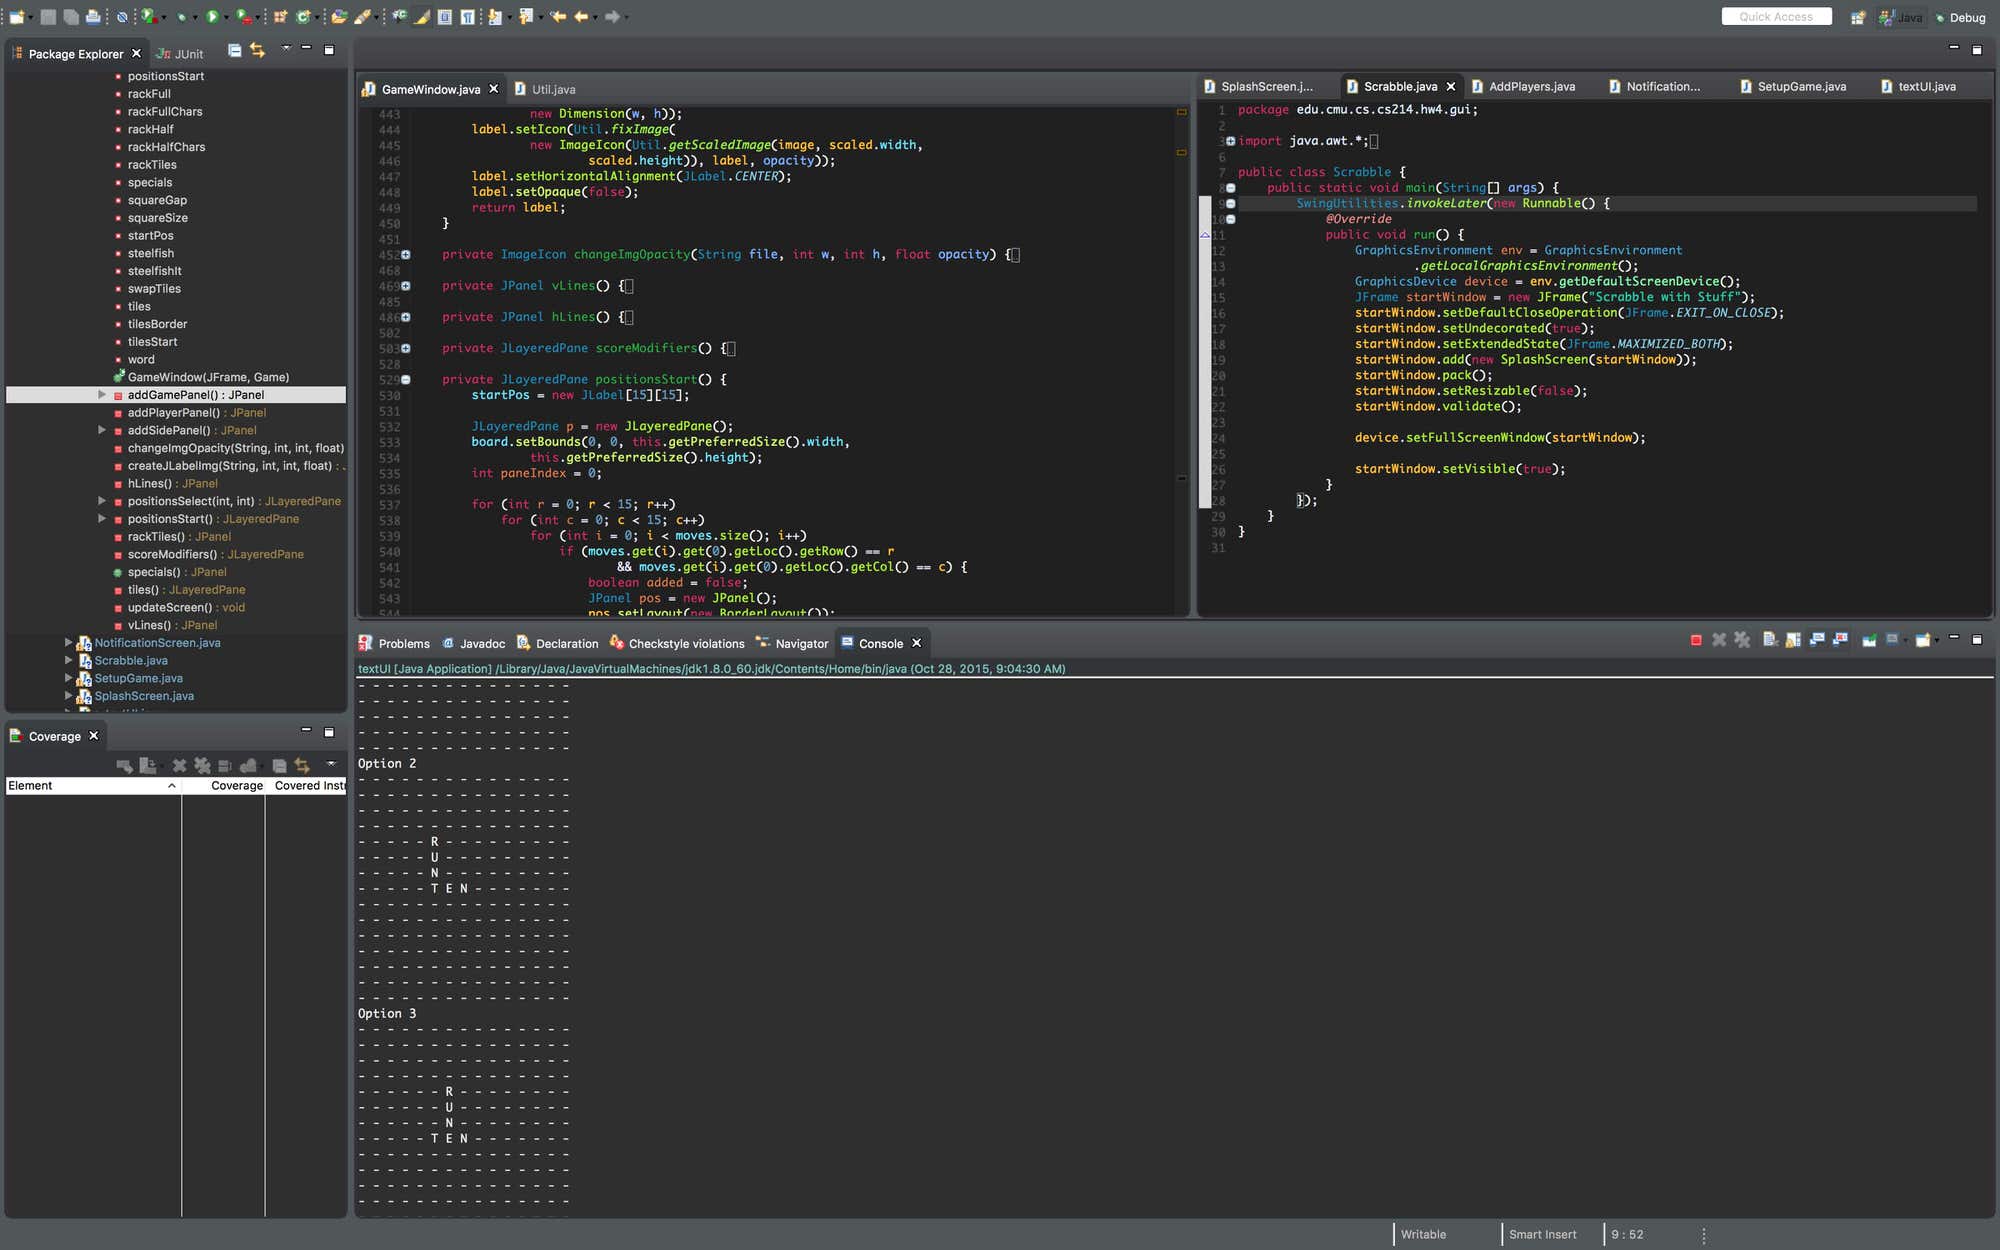 Quick Access
Java
Debug
Package Explorer
JUnit
positionsStart
rackFull
rackFullChars
rackHalf
rackHalfChars
rackTiles
specials
squareGap
squareSize
startPos
steelfish
steelfishIt
swapTiles
tiles
tilesBorder
tilesStart
word
GameWindow(JFrame, Game)
addGamePanel() : JPanel
addPlayerPanel() : JPanel
addSidePanel() : JPanel
changeImgOpacity(String, int, int, float)
createJLabelImg(String, int, int, float) : .
hLines() : JPanel
positionsSelect(int, int) : JLayeredPane
positionsStart() : JLayeredPane
rackTiles() : JPanel
scoreModifiers() : JLayeredPane
specials() : JPanel
tiles() : JLayeredPane
updateScreen() : void
vLines() : JPanel
NotificationScreen.java
Scrabble.java
SetupGame.java
SplashScreen.java
Coverage
Element Coverage Covered Instr
GameWindow.java
Util.java
443 new Dimension(w, h));
444 label.setIcon(Util.fixImage(
445 new ImageIcon(Util.getScaledImage(image, scaled.width,
446 scaled.height)), label, opacity));
447 label.setHorizontalAlignment(JLabel.CENTER);
448 label.setOpaque(false);
449 return label;
450 }
451
452 private ImageIcon changeImgOpacity(String file, int w, int h, float opacity) {
468
469 private JPanel vLines() {
485
486 private JPanel hLines() {
502
503 private JLayeredPane scoreModifiers() {
528
529 private JLayeredPane positionsStart() {
530 startPos = new JLabel[15][15];
531
532 JLayeredPane p = new JLayeredPane();
533 board.setBounds(0, 0, this.getPreferredSize().width,
534 this.getPreferredSize().height);
535 int paneIndex = 0;
536
537 for (int r = 0; r < 15; r++)
538 for (int c = 0; c < 15; c++)
539 for (int i = 0; i < moves.size(); i++)
540 if (moves.get(i).get(0).getLoc().getRow() == r
541 && moves.get(i).get(0).getLoc().getCol() == c) {
542 boolean added = false;
543 JPanel pos = new JPanel();
544 pos.setLayout(new BorderLayout());
SplashScreen.j...
Scrabble.java
AddPlayers.java
Notification...
SetupGame.java
textUI.java
1 package edu.cmu.cs.cs214.hw4.gui;
2
3 import java.awt.*;
6
7 public class Scrabble {
8 public static void main(String[] args) {
9 SwingUtilities.invokeLater(new Runnable() {
10 @Override
11 public void run() {
12 GraphicsEnvironment env = GraphicsEnvironment
13 .getLocalGraphicsEnvironment();
14 GraphicsDevice device = env.getDefaultScreenDevice();
15 JFrame startWindow = new JFrame("Scrabble with Stuff");
16 startWindow.setDefaultCloseOperation(JFrame.EXIT_ON_CLOSE);
17 startWindow.setUndecorated(true);
18 startWindow.setExtendedState(JFrame.MAXIMIZED_BOTH);
19 startWindow.add(new SplashScreen(startWindow));
20 startWindow.pack();
21 startWindow.setResizable(false);
22 startWindow.validate();
23
24 device.setFullScreenWindow(startWindow);
25
26 startWindow.setVisible(true);
27 }
28 });
29 }
30 }
31
Problems
Javadoc
Declaration
Checkstyle violations
Navigator
Console
textUI [Java Application] /Library/Java/JavaVirtualMachines/jdk1.8.0_60.jdk/Contents/Home/bin/java (Oct 28, 2015, 9:04:30 AM)
- - - - - - - - - - - - - - -
- - - - - - - - - - - - - - -
- - - - - - - - - - - - - - -
- - - - - - - - - - - - - - -
- - - - - - - - - - - - - - -
Option 2
- - - - - - - - - - - - - - -
- - - - - - - - - - - - - - -
- - - - - - - - - - - - - - -
- - - - - - - - - - - - - - -
- - - - - R - - - - - - - - -
- - - - - U - - - - - - - - -
- - - - - N - - - - - - - - -
- - - - - T E N - - - - - - -
- - - - - - - - - - - - - - -
- - - - - - - - - - - - - - -
- - - - - - - - - - - - - - -
- - - - - - - - - - - - - - -
- - - - - - - - - - - - - - -
- - - - - - - - - - - - - - -
- - - - - - - - - - - - - - -
Option 3
- - - - - - - - - - - - - - -
- - - - - - - - - - - - - - -
- - - - - - - - - - - - - - -
- - - - - - - - - - - - - - -
- - - - - - R - - - - - - - -
- - - - - - U - - - - - - - -
- - - - - - N - - - - - - - -
- - - - - T E N - - - - - - -
- - - - - - - - - - - - - - -
- - - - - - - - - - - - - - -
- - - - - - - - - - - - - - -
- - - - - - - - - - - - - - -
Writable
Smart Insert
9 : 52